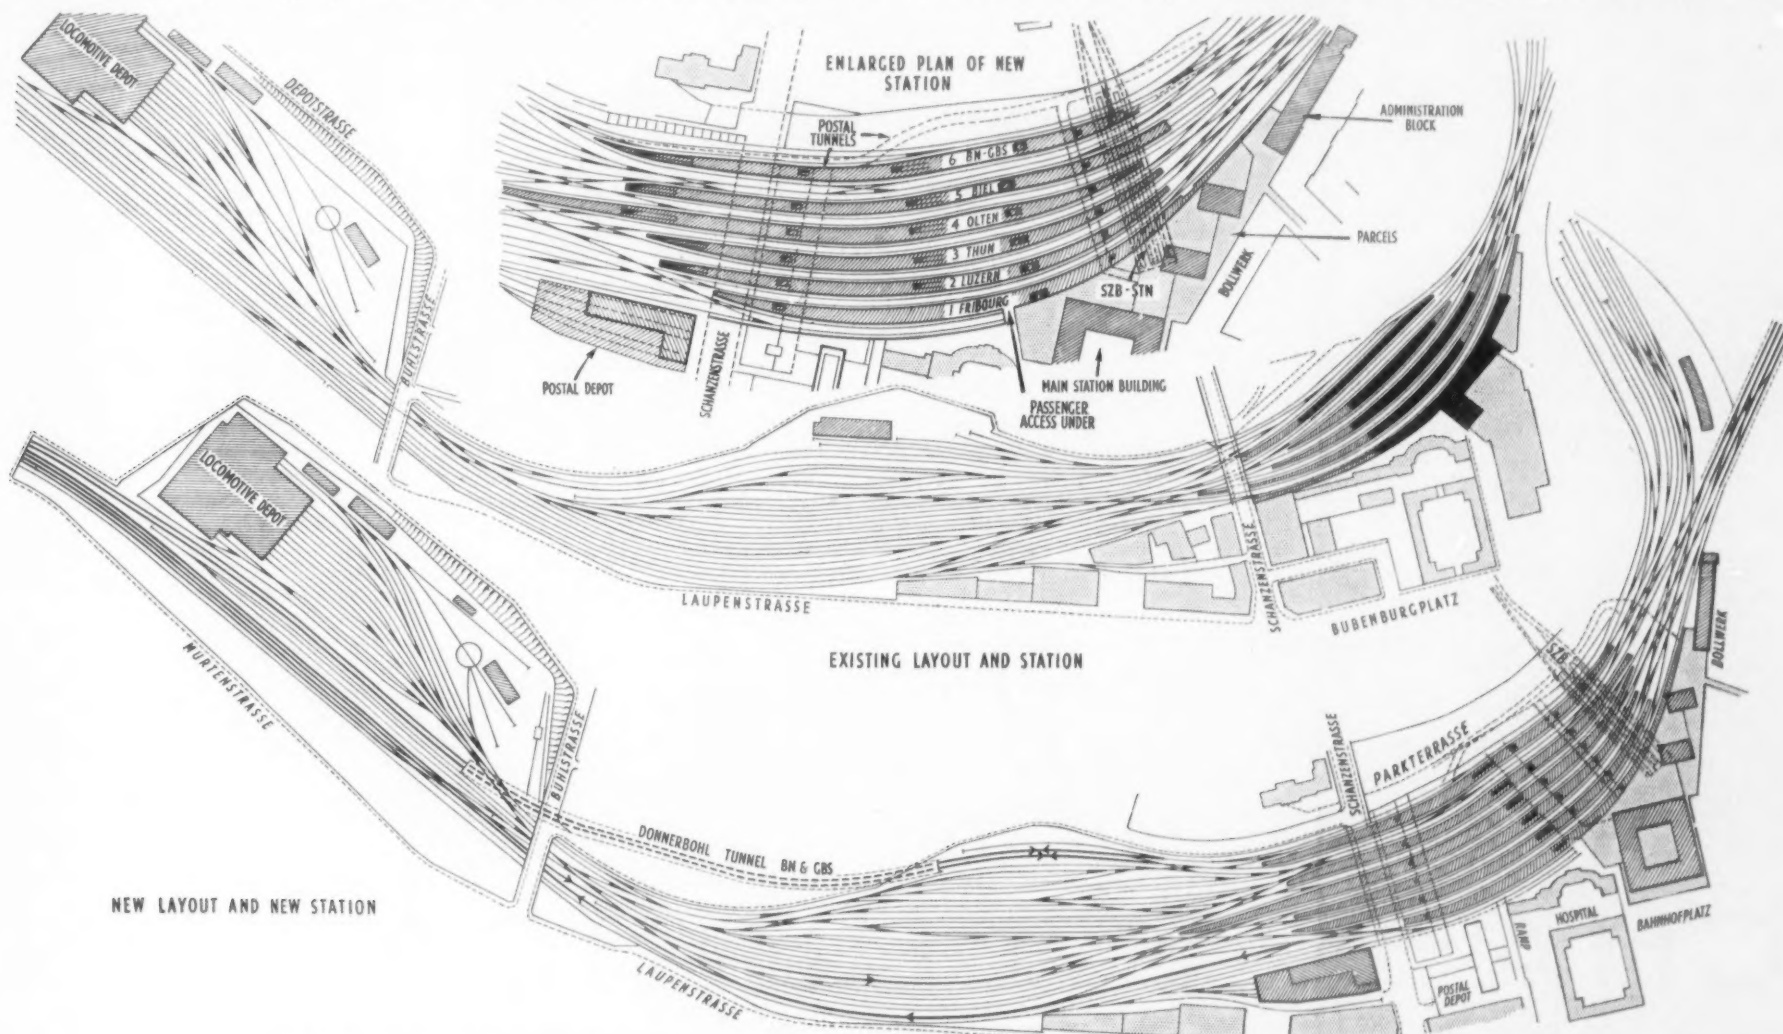 LOCOMOTIVE DEPOT
DEPOTSTRASSE
BUHLSTRASSE
ENLARGED PLAN OF NEW
STATION
POSTAL
TUNNELS
ADMINISTRATION
BLOCK
6 BN-GBS
5 BIEL
4 OLTEN
3 THUN
2 LUZERN
1 FRIBOURG
PARCELS
BOLLWERK
SZB-STN
POSTAL DEPOT
SCHANZENSTRASSE
MAIN STATION BUILDING
PASSENGER
ACCESS UNDER
LAUPENSTRASSE
SCHANZENSTRASSE
BUBENBURGPLATZ
EXISTING LAYOUT AND STATION
LOCOMOTIVE DEPOT
MURTENSTRASSE
BUHLSTRASSE
DONNERBOHL TUNNEL BN & GBS
SZB
BOLLWERK
SCHANZENSTRASSE
PARKTERRASSE
NEW LAYOUT AND NEW STATION
LAUPENSTRASSE
HOSPITAL
BAHNHOFPLATZ
RAMP
POSTAL
DEPOT